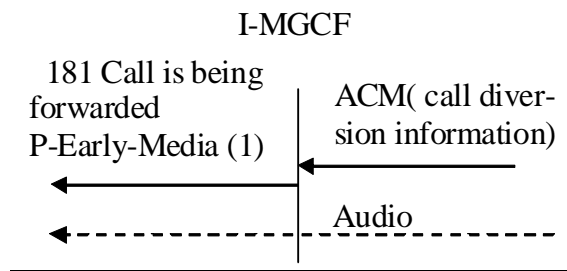 I-MGCF
181 Call is being
forwarded
P-Early-Media (1)
ACM( call diver-
sion information)
Audio